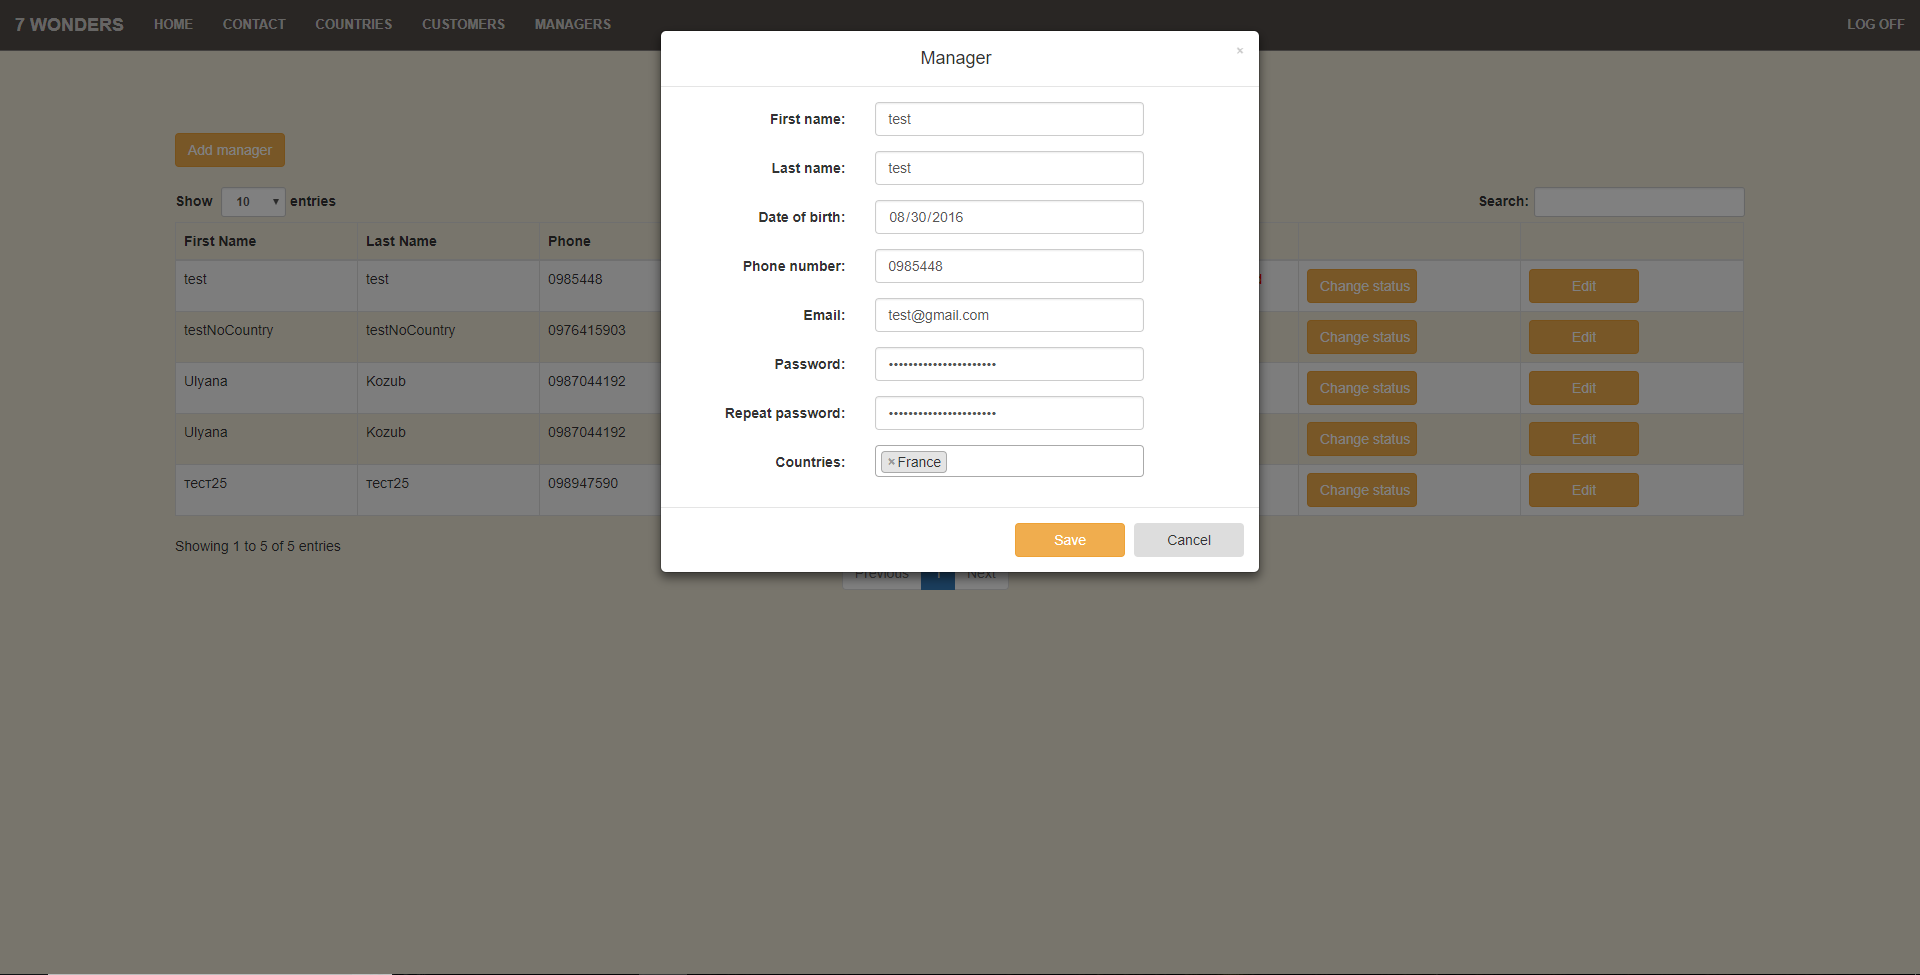 7 WONDERS HOME CONTACT COUNTRIES CUSTOMERS MANAGERS LOG OFF
Manager ×
First name: test
Last name: test
Date of birth: 08/30/2016
Phone number: 0985448
Email: test@gmail.com
Password: ••••••••••••••••••••••
Repeat password: ••••••••••••••••••••••
Countries: ×France
Save Cancel
Add manager
Show 10 entries Search:
First Name Last Name Phone
test test 0985448 Change status Edit
testNoCountry testNoCountry 0976415903 Change status Edit
Ulyana Kozub 0987044192 Change status Edit
Ulyana Kozub 0987044192 Change status Edit
тест25 тест25 098947590 Change status Edit
Showing 1 to 5 of 5 entries
Previous 1 Next